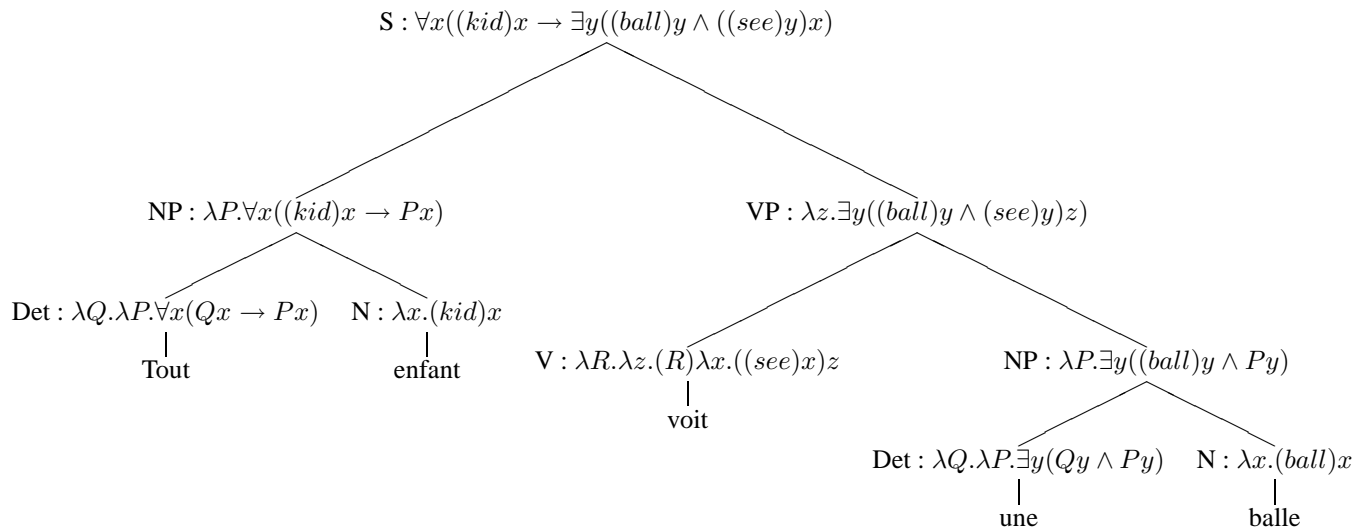 S : ∀x((kid)x → ∃y((ball)y ∧ ((see)y)x)
NP : λP.∀x((kid)x → Px)
VP : λz.∃y((ball)y ∧ (see)y)z)
Det : λQ.λP.∀x(Qx → Px)
N : λx.(kid)x
Tout
enfant
V : λR.λz.(R)λx.((see)x)z
NP : λP.∃y((ball)y ∧ Py)
voit
Det : λQ.λP.∃y(Qy ∧ Py)
N : λx.(ball)x
une
balle